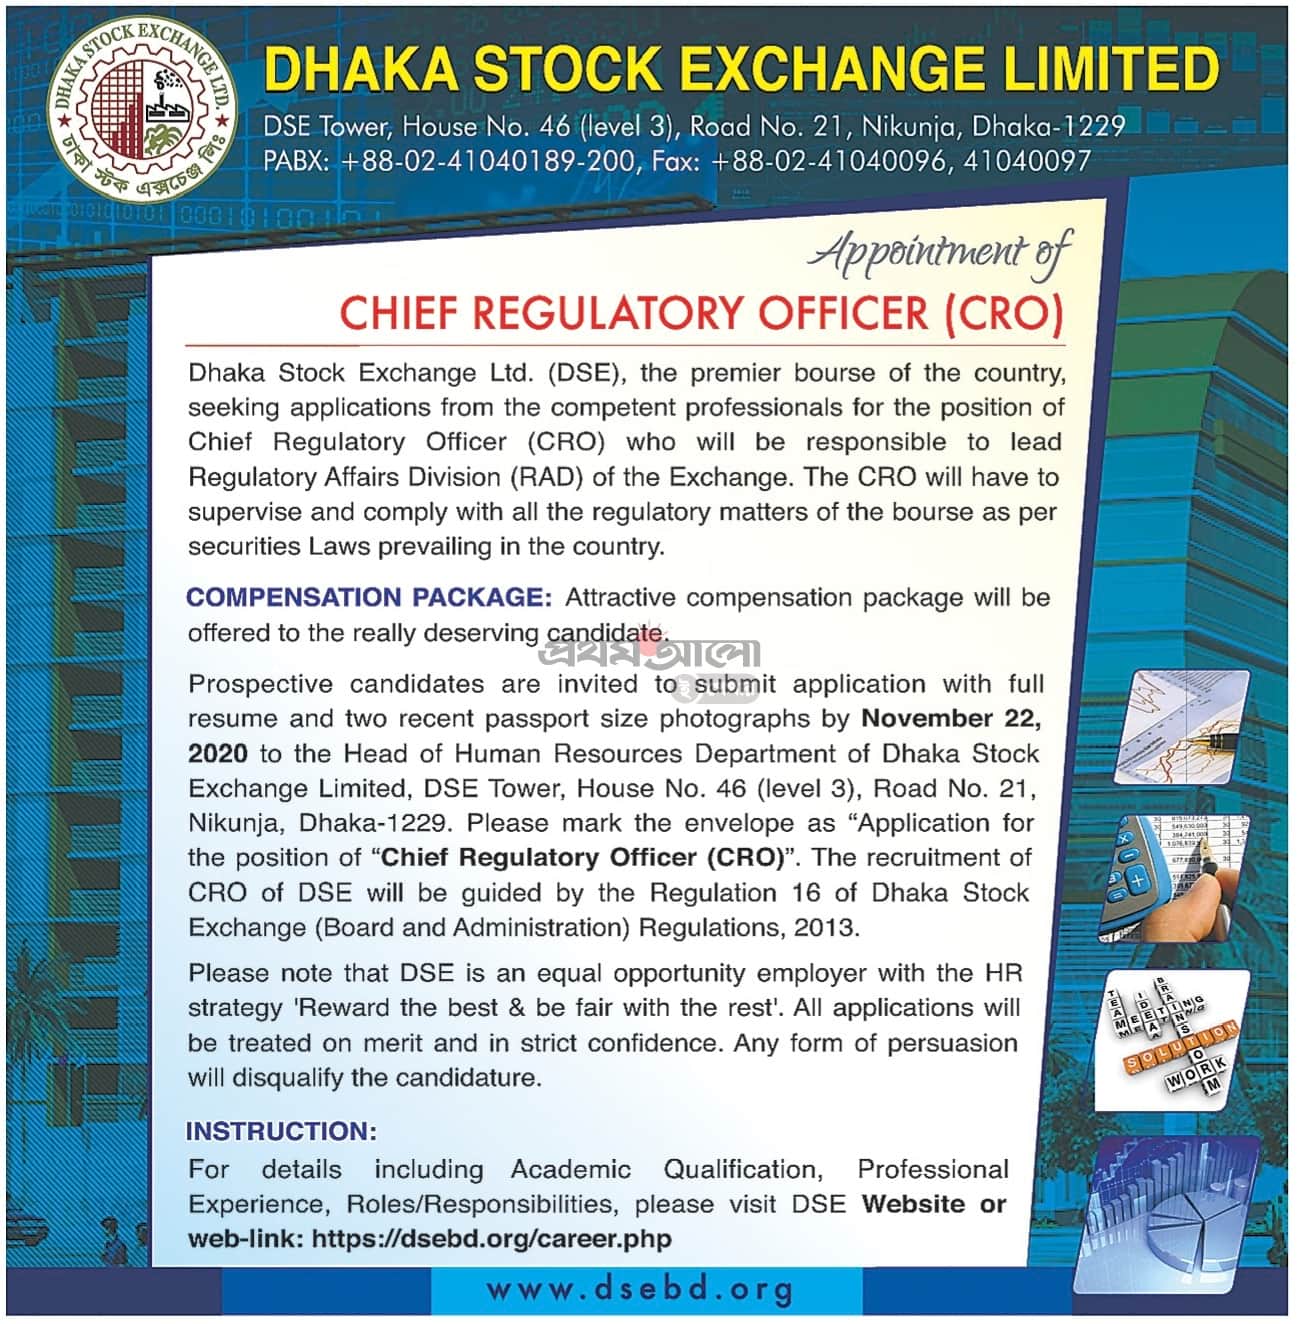 DHAKA STOCK EXCHANGE LTD.
ঢাকা স্টক এক্সচেঞ্জ লিঃ
DHAKA STOCK EXCHANGE LIMITED
DSE Tower, House No. 46 (level 3), Road No. 21, Nikunja, Dhaka-1229
PABX: +88-02-41040189-200, Fax: +88-02-41040096, 41040097
Appointment of
CHIEF REGULATORY OFFICER (CRO)
Dhaka Stock Exchange Ltd. (DSE), the premier bourse of the country,
seeking applications from the competent professionals for the position of
Chief Regulatory Officer (CRO) who will be responsible to lead
Regulatory Affairs Division (RAD) of the Exchange. The CRO will have to
supervise and comply with all the regulatory matters of the bourse as per
securities Laws prevailing in the country.
COMPENSATION PACKAGE: Attractive compensation package will be
offered to the really deserving candidate.
প্রথম আলো
Prospective candidates are invited to submit application with full
resume and two recent passport size photographs by November 22,
2020 to the Head of Human Resources Department of Dhaka Stock
Exchange Limited, DSE Tower, House No. 46 (level 3), Road No. 21,
Nikunja, Dhaka-1229. Please mark the envelope as “Application for
the position of “Chief Regulatory Officer (CRO)”. The recruitment of
CRO of DSE will be guided by the Regulation 16 of Dhaka Stock
Exchange (Board and Administration) Regulations, 2013.
Please note that DSE is an equal opportunity employer with the HR
strategy 'Reward the best & be fair with the rest'. All applications will
be treated on merit and in strict confidence. Any form of persuasion
will disqualify the candidature.
INSTRUCTION:
For details including Academic Qualification, Professional
Experience, Roles/Responsibilities, please visit DSE Website or
web-link: https://dsebd.org/career.php
TEAM
MEETING
IDEA
BRAINSTORM
SOLUTION
WORK
www.dsebd.org